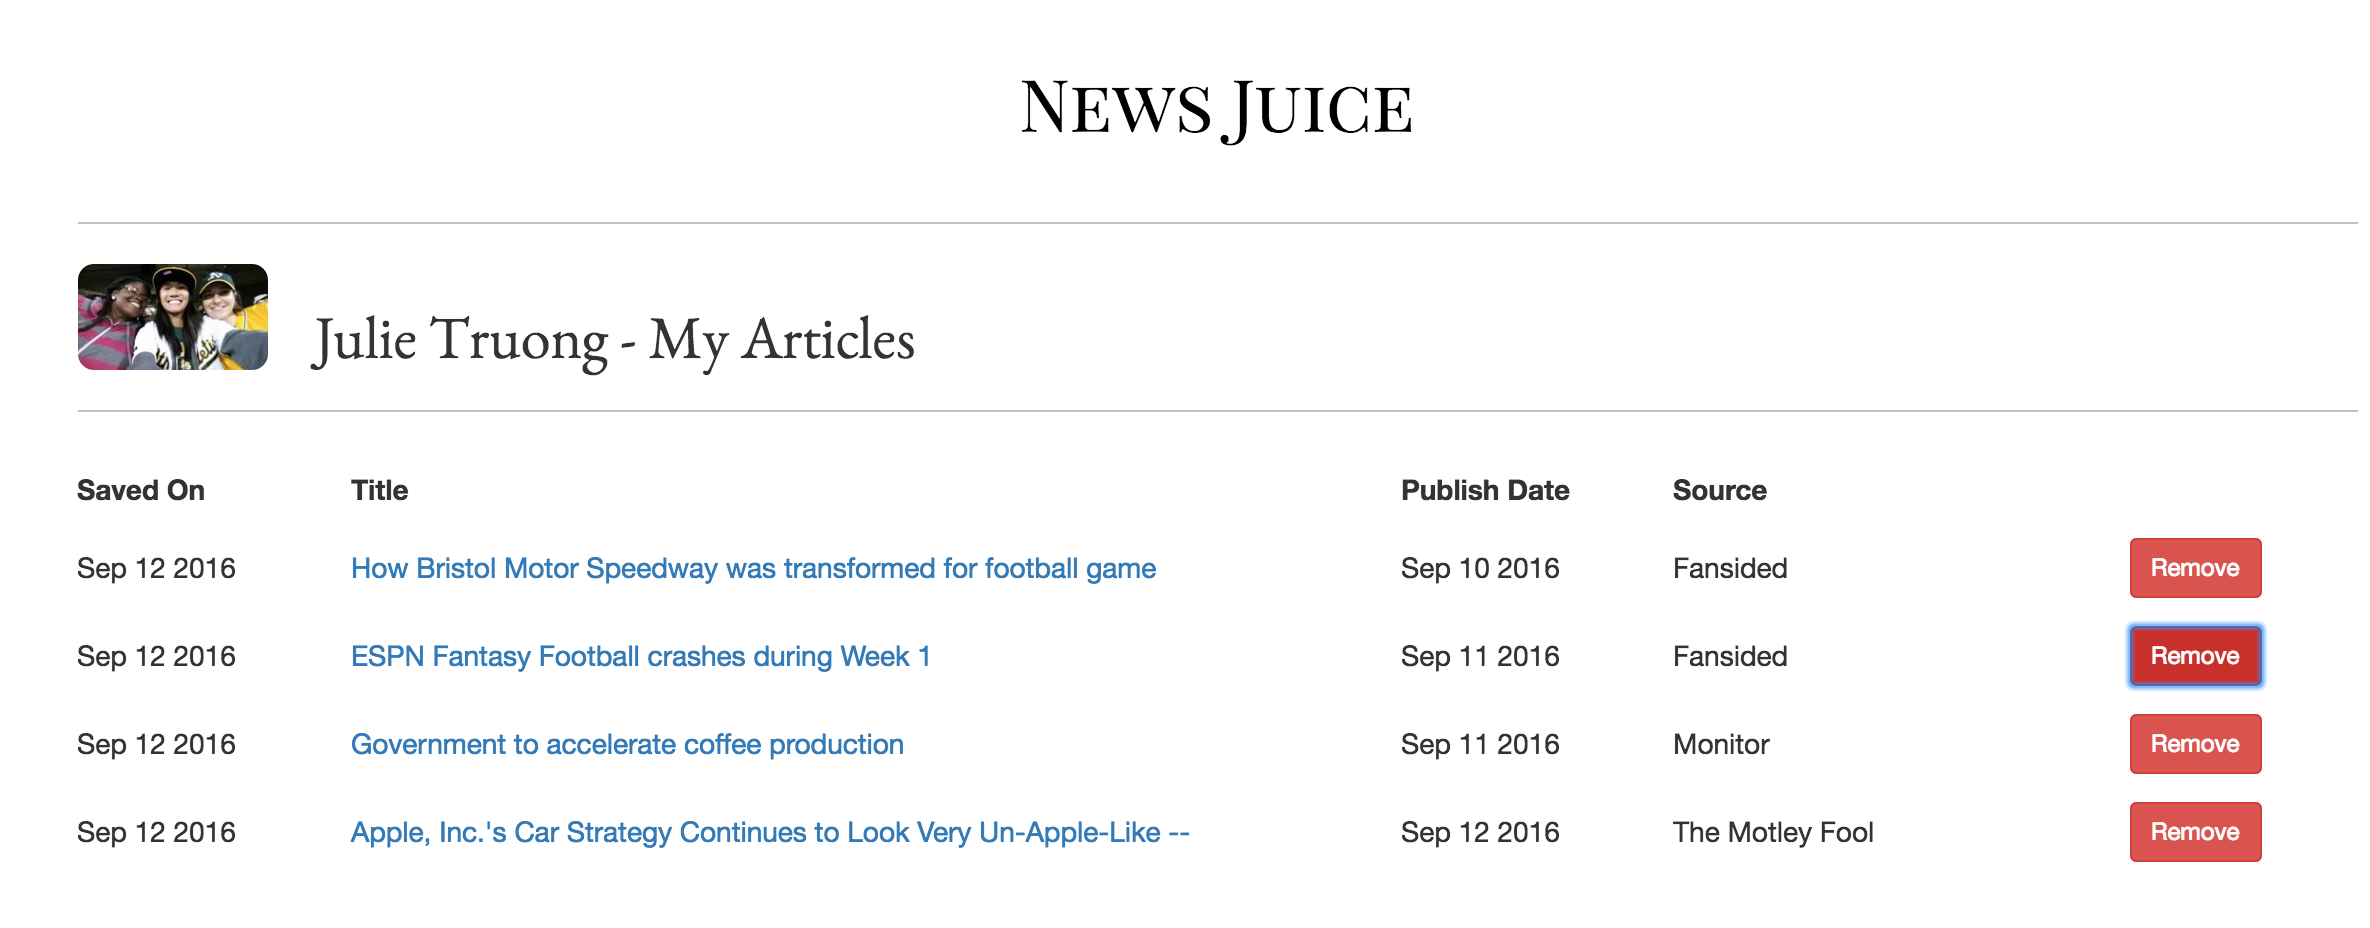 NEWS JUICE
Julie Truong - My Articles
Saved On Title Publish Date Source
Sep 12 2016 How Bristol Motor Speedway was transformed for football game Sep 10 2016 Fansided Remove
Sep 12 2016 ESPN Fantasy Football crashes during Week 1 Sep 11 2016 Fansided Remove
Sep 12 2016 Government to accelerate coffee production Sep 11 2016 Monitor Remove
Sep 12 2016 Apple, Inc.'s Car Strategy Continues to Look Very Un-Apple-Like -- Sep 12 2016 The Motley Fool Remove